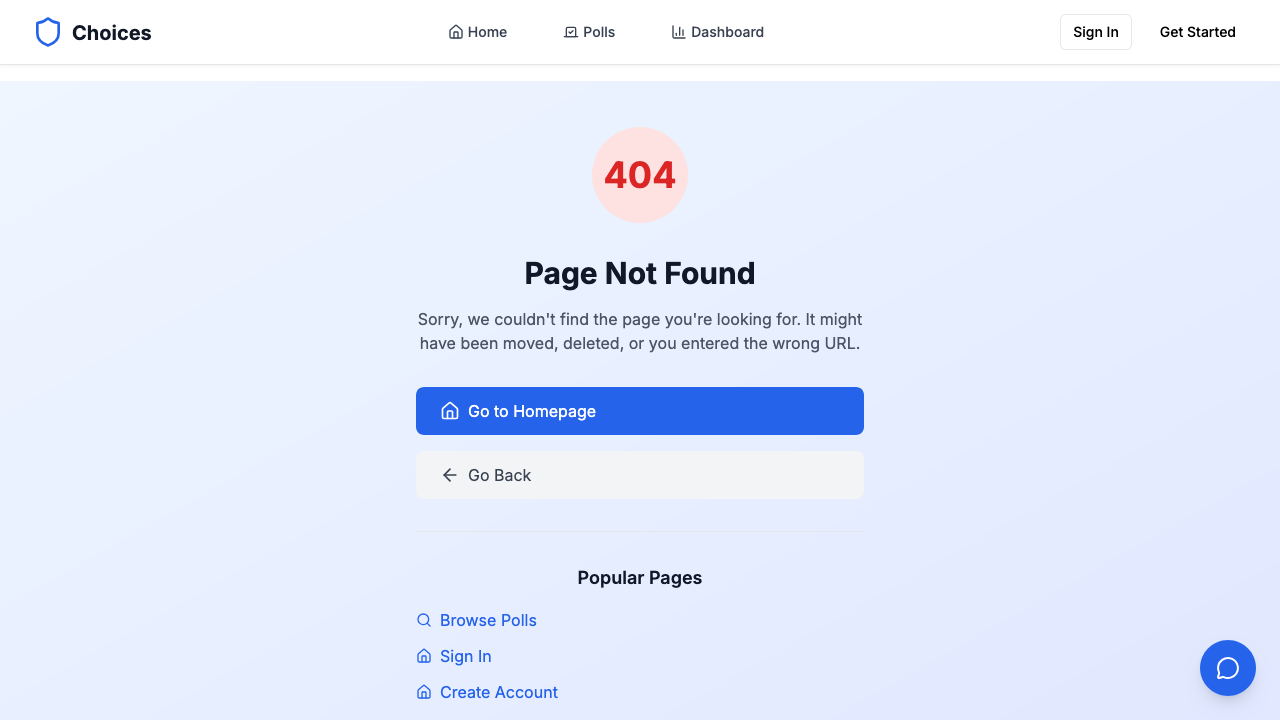 Choices
Home
Polls
Dashboard
Sign In
Get Started
404
Page Not Found
Sorry, we couldn't find the page you're looking for. It might
have been moved, deleted, or you entered the wrong URL.
Go to Homepage
Go Back
Popular Pages
Browse Polls
Sign In
Create Account